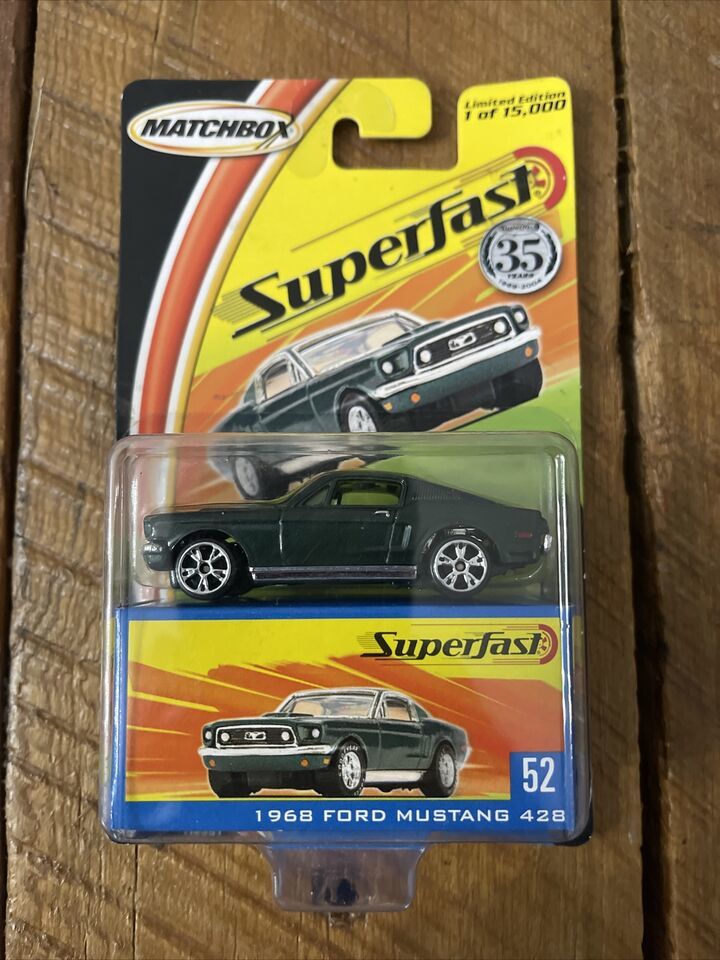 MATCHBOX
Limited Edition
1 of 15,000
Superfast
35
YEARS
1969-2004
Superfast
52
1968 FORD MUSTANG 428